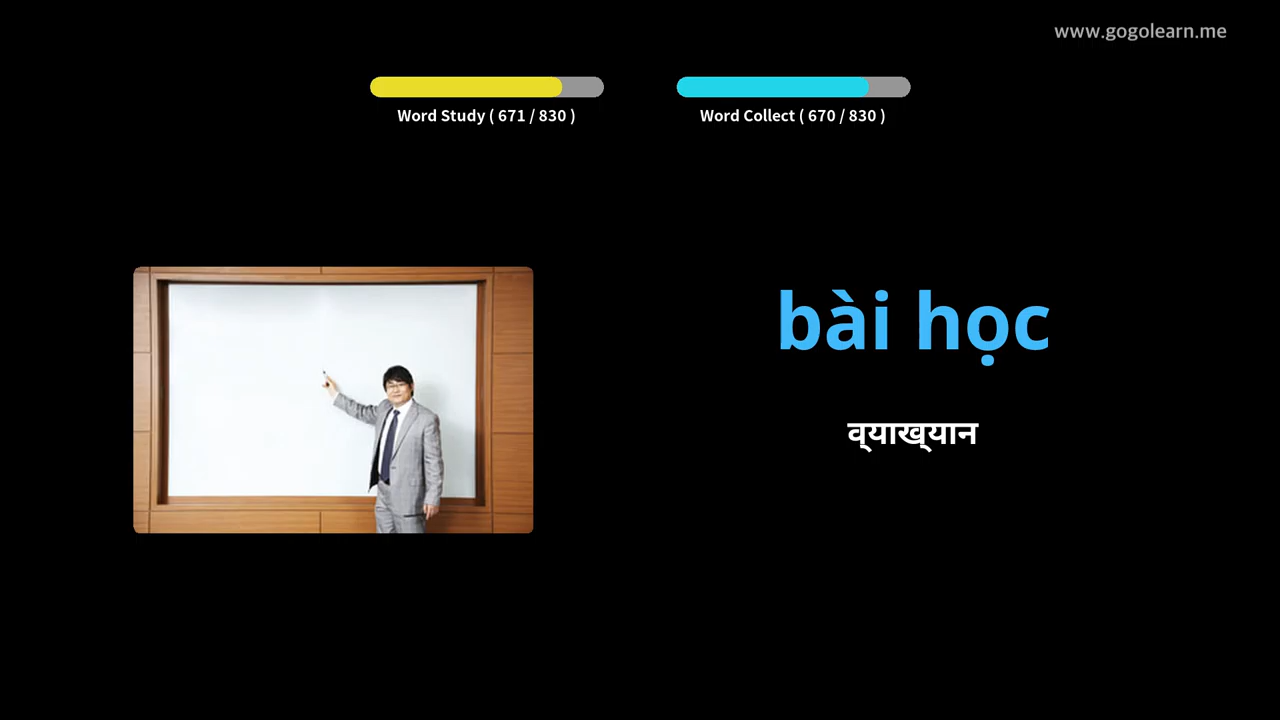 www.gogolearn.me
Word Study ( 671 / 830 )
Word Collect ( 670 / 830 )
bài học
व्याख्यान